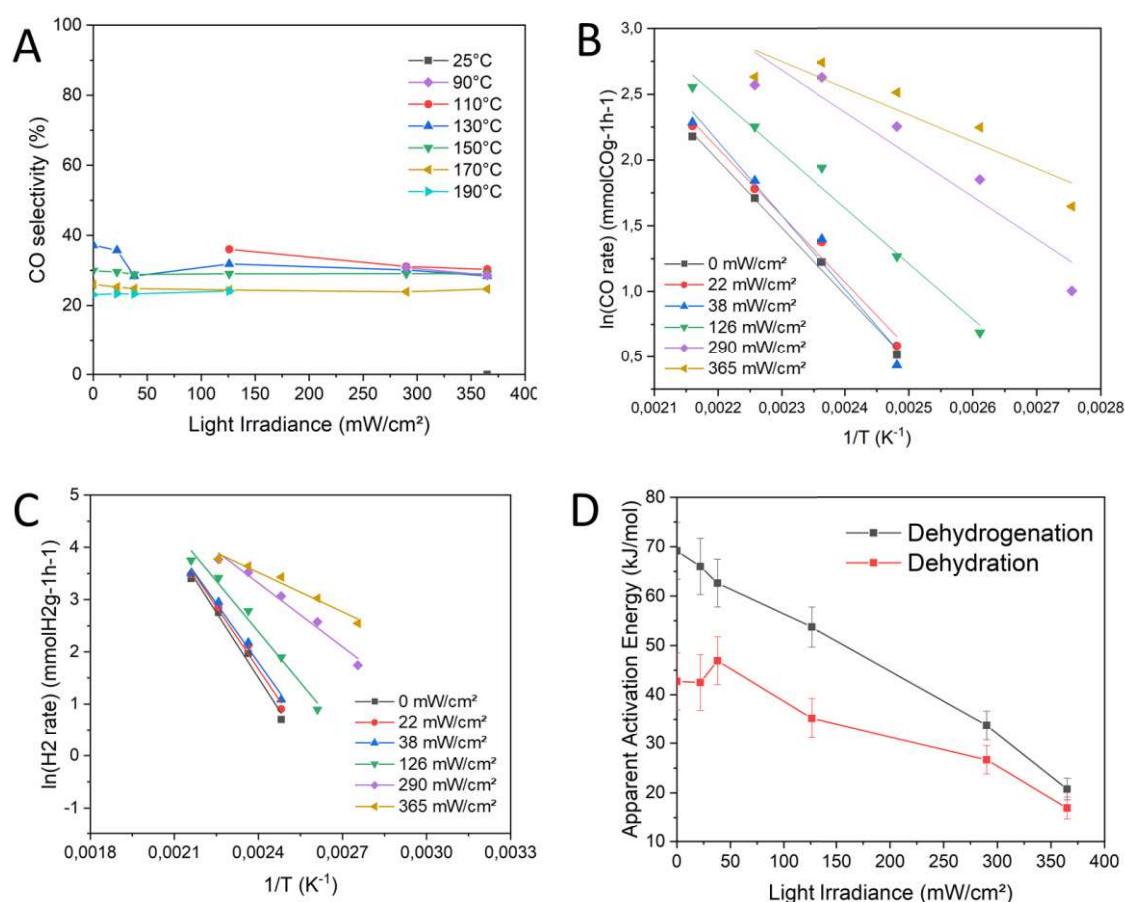 A
CO selectivity (%)
100
80
60
40
20
0
0 50 100 150 200 250 300 350 400
Light Irradiance (mW/cm²)
25°C
90°C
110°C
130°C
150°C
170°C
190°C
B
ln(CO rate) (mmolCOg-1h-1)
2,5
2,0
1,5
1,0
0,5
0 mW/cm²
22 mW/cm²
38 mW/cm²
126 mW/cm²
290 mW/cm²
365 mW/cm²
0,0021 0,0022 0,0023 0,0024 0,0025 0,0026 0,0027 0,0028
1/T (K-1)
C
ln(H2 rate) (mmolH2g-1h-1)
5
4
3
2
1
0
-1
0 mW/cm²
22 mW/cm²
38 mW/cm²
126 mW/cm²
290 mW/cm²
365 mW/cm²
0,0018 0,0021 0,0024 0,0027 0,0030 0,0033
1/T (K-1)
D
Apparent Activation Energy (kJ/mol)
80
70
60
50
40
30
20
10
Dehydrogenation
Dehydration
0 50 100 150 200 250 300 350 400
Light Irradiance (mW/cm²)